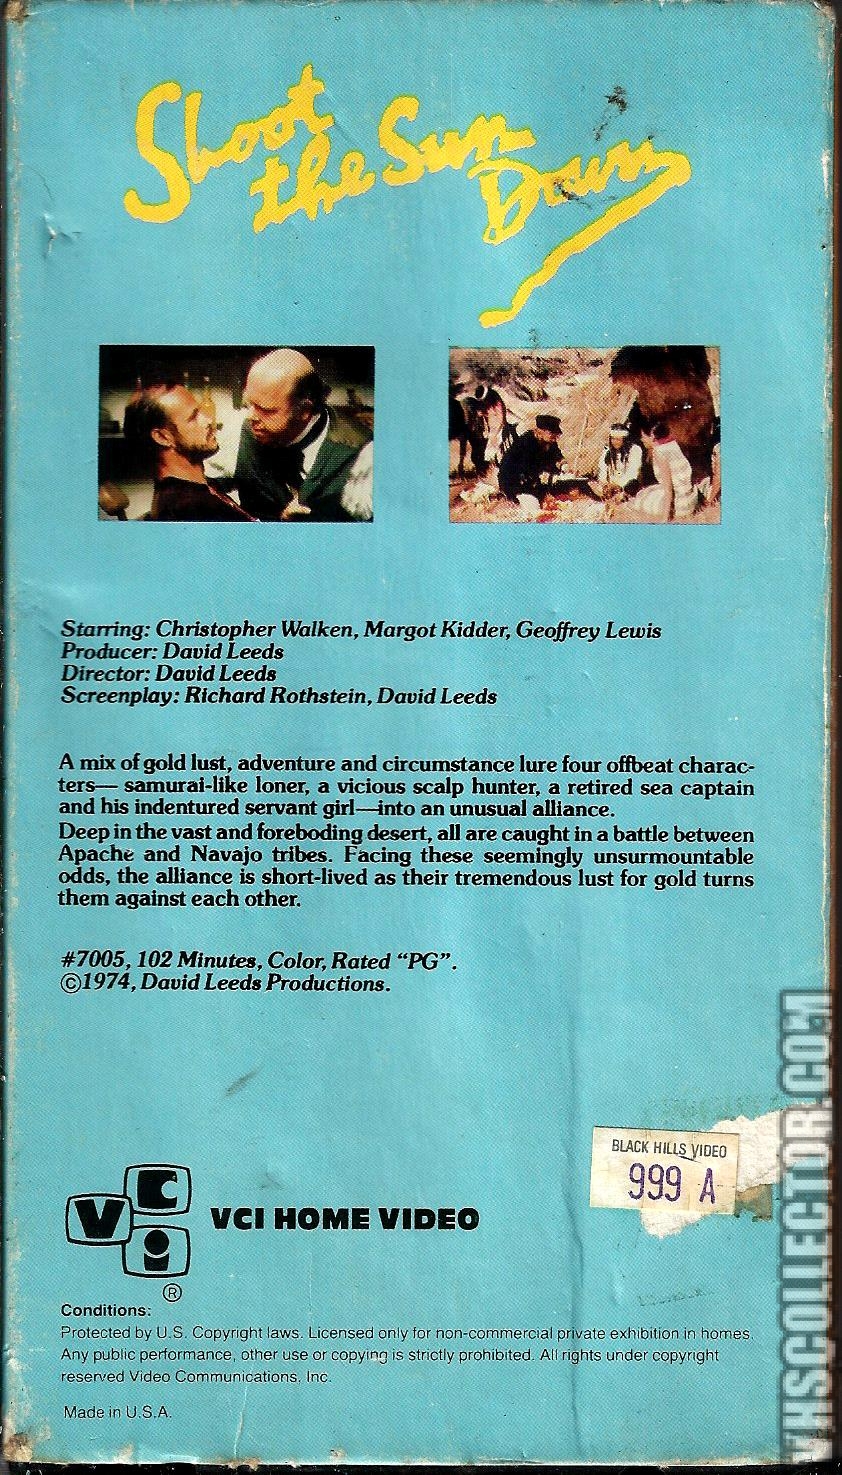 Shoot
the Sun
Down
Starring: Christopher Walken, Margot Kidder, Geoffrey Lewis
Producer: David Leeds
Director: David Leeds
Screenplay: Richard Rothstein, David Leeds
A mix of gold lust, adventure and circumstance lure four offbeat charac-
ters— samurai-like loner, a vicious scalp hunter, a retired sea captain
and his indentured servant girl—into an unusual alliance.
Deep in the vast and foreboding desert, all are caught in a battle between
Apache and Navajo tribes. Facing these seemingly unsurmountable
odds, the alliance is short-lived as their tremendous lust for gold turns
them against each other.
#7005, 102 Minutes, Color, Rated “PG”.
©1974, David Leeds Productions.
BLACK HILLS VIDEO
999 A
VCI
®
VCI HOME VIDEO
Conditions:
Protected by U.S. Copyright laws. Licensed only for non-commercial private exhibition in homes.
Any public performance, other use or copying is strictly prohibited. All rights under copyright
reserved Video Communications, Inc.
Made in U.S.A.
VHSCOLLECTOR.COM